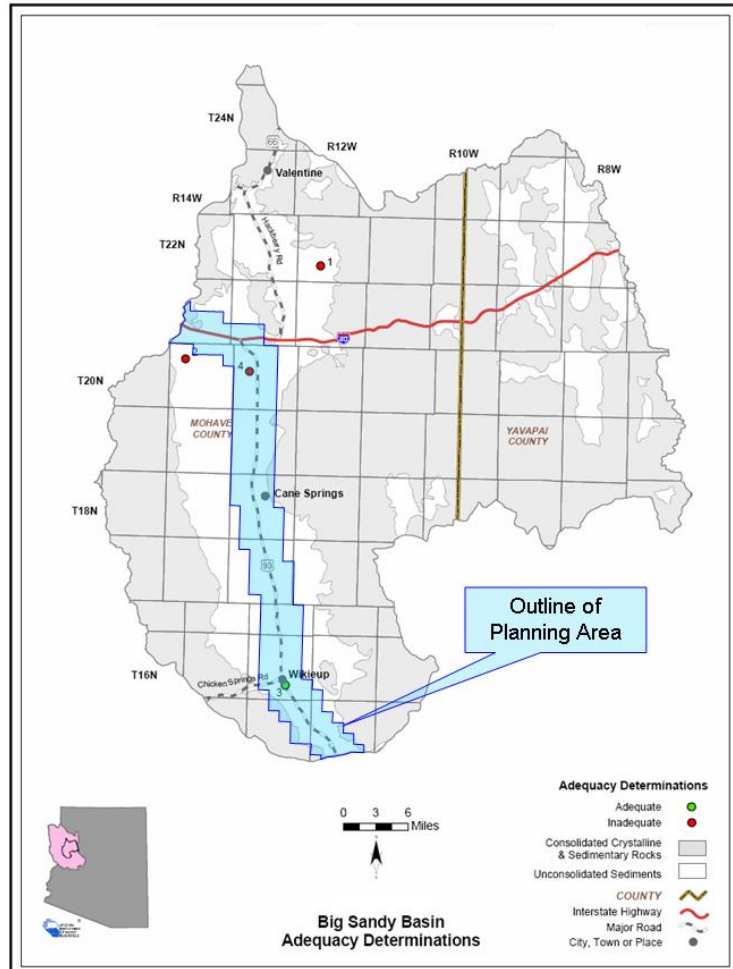 T24N
66
R12W
R10W
Valentine
R8W
R14W
Hackberry Rd
T22N
1
40
T20N
4
MOHAVE
COUNTY
YAVAPAI
COUNTY
Cane Springs
T18N
93
Outline of
Planning Area
T16N
Chicken Springs Rd
Wikieup
3
Adequacy Determinations
Adequate
Inadequate
0 3 6
Miles
Consolidated Crystalline
& Sedimentary Rocks
Unconsolidated Sediments
COUNTY
Interstate Highway
Major Road
City, Town or Place
Big Sandy Basin
Adequacy Determinations